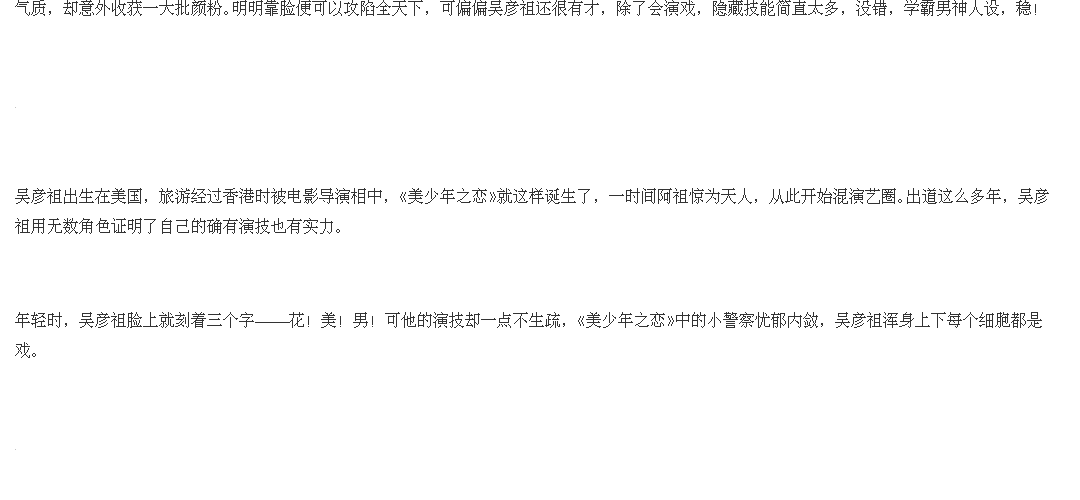 气质，却意外收获一大批颜粉。明明靠脸便可以攻陷全天下，可偏偏吴彦祖还很有才，除了会演戏，隐藏技能简直太多，没错，学霸男神人设，稳！
吴彦祖出生在美国，旅游经过香港时被电影导演相中，《美少年之恋》就这样诞生了，一时间阿祖惊为天人，从此开始混演艺圈。出道这么多年，吴彦
祖用无数角色证明了自己的确有演技也有实力。
年轻时，吴彦祖脸上就刻着三个字——花！美！男！可他的演技却一点不生疏，《美少年之恋》中的小警察忧郁内敛，吴彦祖浑身上下每个细胞都是
戏。